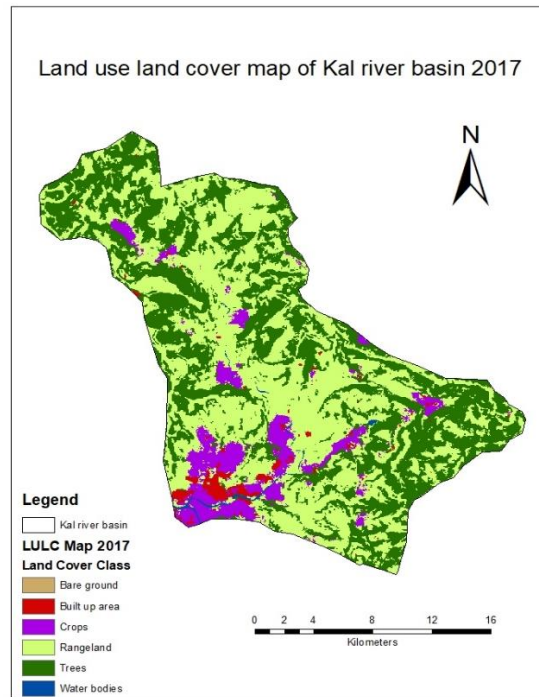 Land use land cover map of Kal river basin 2017
N
Legend
Kal river basin
LULC Map 2017
Land Cover Class
Bare ground
Built up area
Crops
Rangeland
Trees
Water bodies
0 2 4 8 12 16
Kilometers